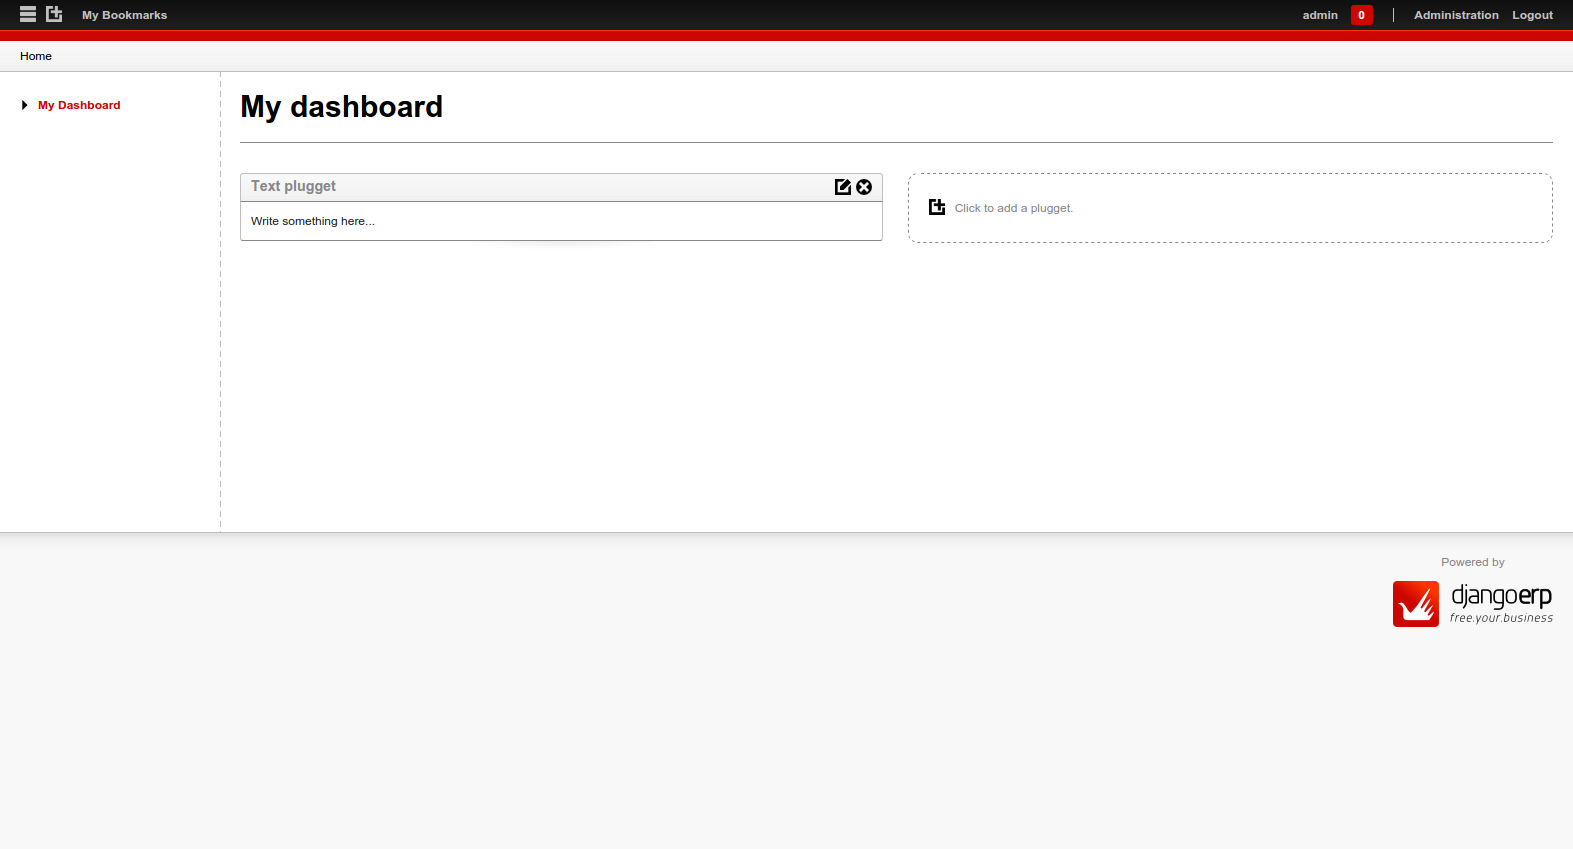 My Bookmarks
admin 0 Administration Logout
Home
My Dashboard
My dashboard
Text plugget
Write something here...
Click to add a plugget.
Powered by
djangoerp
free.your.business